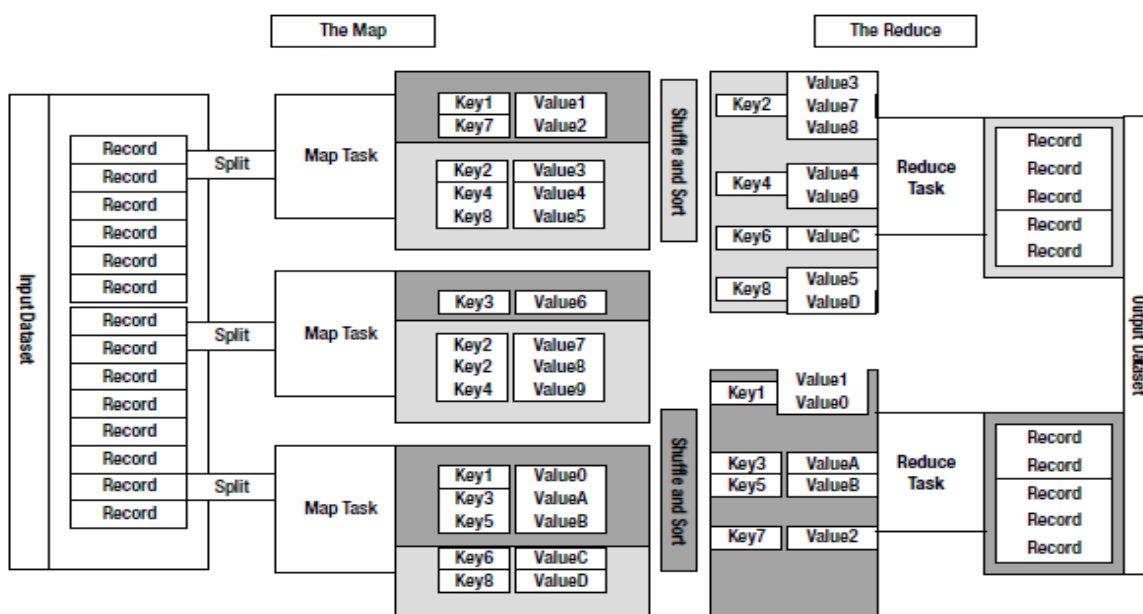 The Map
The Reduce
Input Dataset
Record
Record
Record
Record
Record
Record
Record
Record
Record
Record
Record
Record
Record
Record
Split
Split
Split
Map Task
Key1 Value1
Key7 Value2
Key2 Value3
Key4 Value4
Key8 Value5
Map Task
Key3 Value6
Key2 Value7
Key2 Value8
Key4 Value9
Map Task
Key1 Value0
Key3 ValueA
Key5 ValueB
Key6 ValueC
Key8 ValueD
Shuffle and Sort
Shuffle and Sort
Key2
Value3
Value7
Value8
Key4
Value4
Value9
Key6 ValueC
Key8
Value5
ValueD
Reduce
Task
Record
Record
Record
Record
Record
Key1
Value1
Value0
Key3 ValueA
Key5 ValueB
Key7 Value2
Reduce
Task
Record
Record
Record
Record
Record
Output Dataset